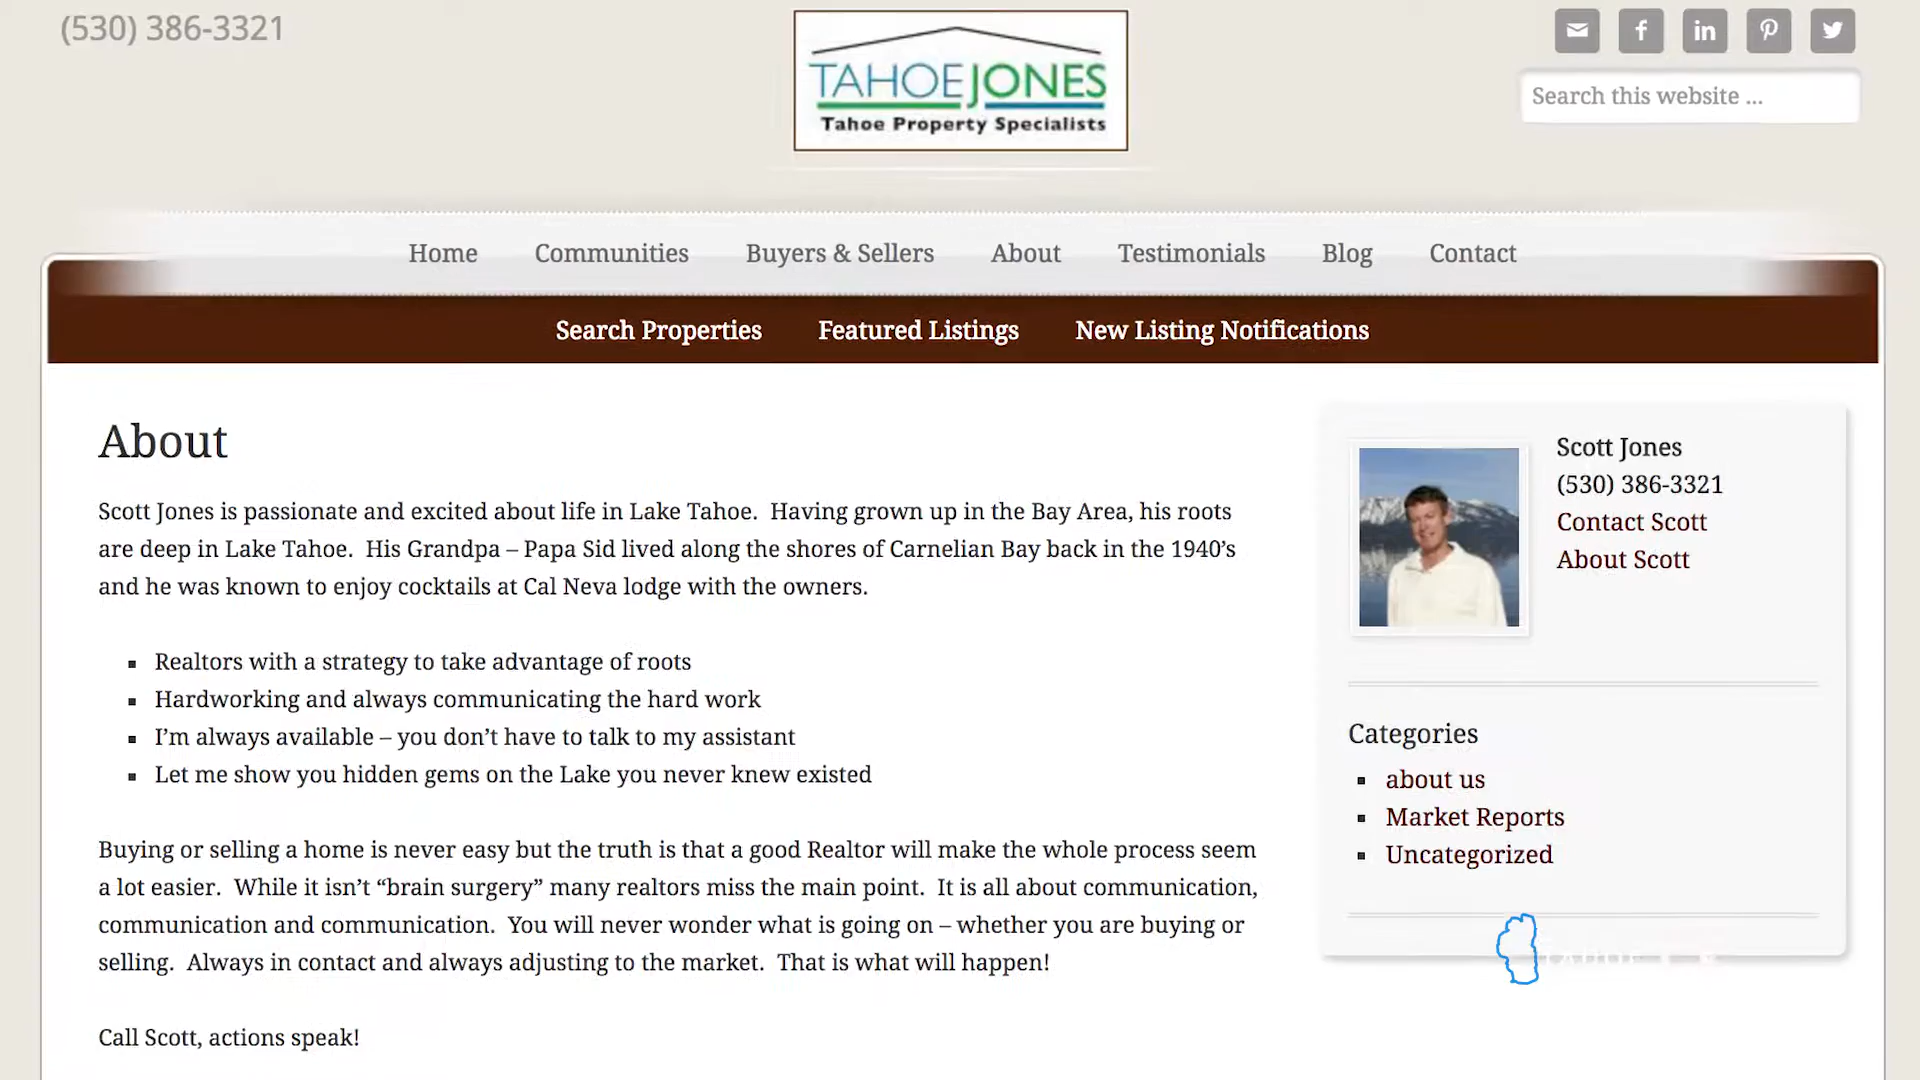 (530) 386-3321
TAHOEJONES
Tahoe Property Specialists
Search this website ...
Home Communities Buyers & Sellers About Testimonials Blog Contact
Search Properties Featured Listings New Listing Notifications
About
Scott Jones is passionate and excited about life in Lake Tahoe. Having grown up in the Bay Area, his roots
are deep in Lake Tahoe. His Grandpa – Papa Sid lived along the shores of Carnelian Bay back in the 1940’s
and he was known to enjoy cocktails at Cal Neva lodge with the owners.
Realtors with a strategy to take advantage of roots
Hardworking and always communicating the hard work
I’m always available – you don’t have to talk to my assistant
Let me show you hidden gems on the Lake you never knew existed
Buying or selling a home is never easy but the truth is that a good Realtor will make the whole process seem
a lot easier. While it isn’t “brain surgery” many realtors miss the main point. It is all about communication,
communication and communication. You will never wonder what is going on – whether you are buying or
selling. Always in contact and always adjusting to the market. That is what will happen!
Call Scott, actions speak!
Scott Jones
(530) 386-3321
Contact Scott
About Scott
Categories
about us
Market Reports
Uncategorized